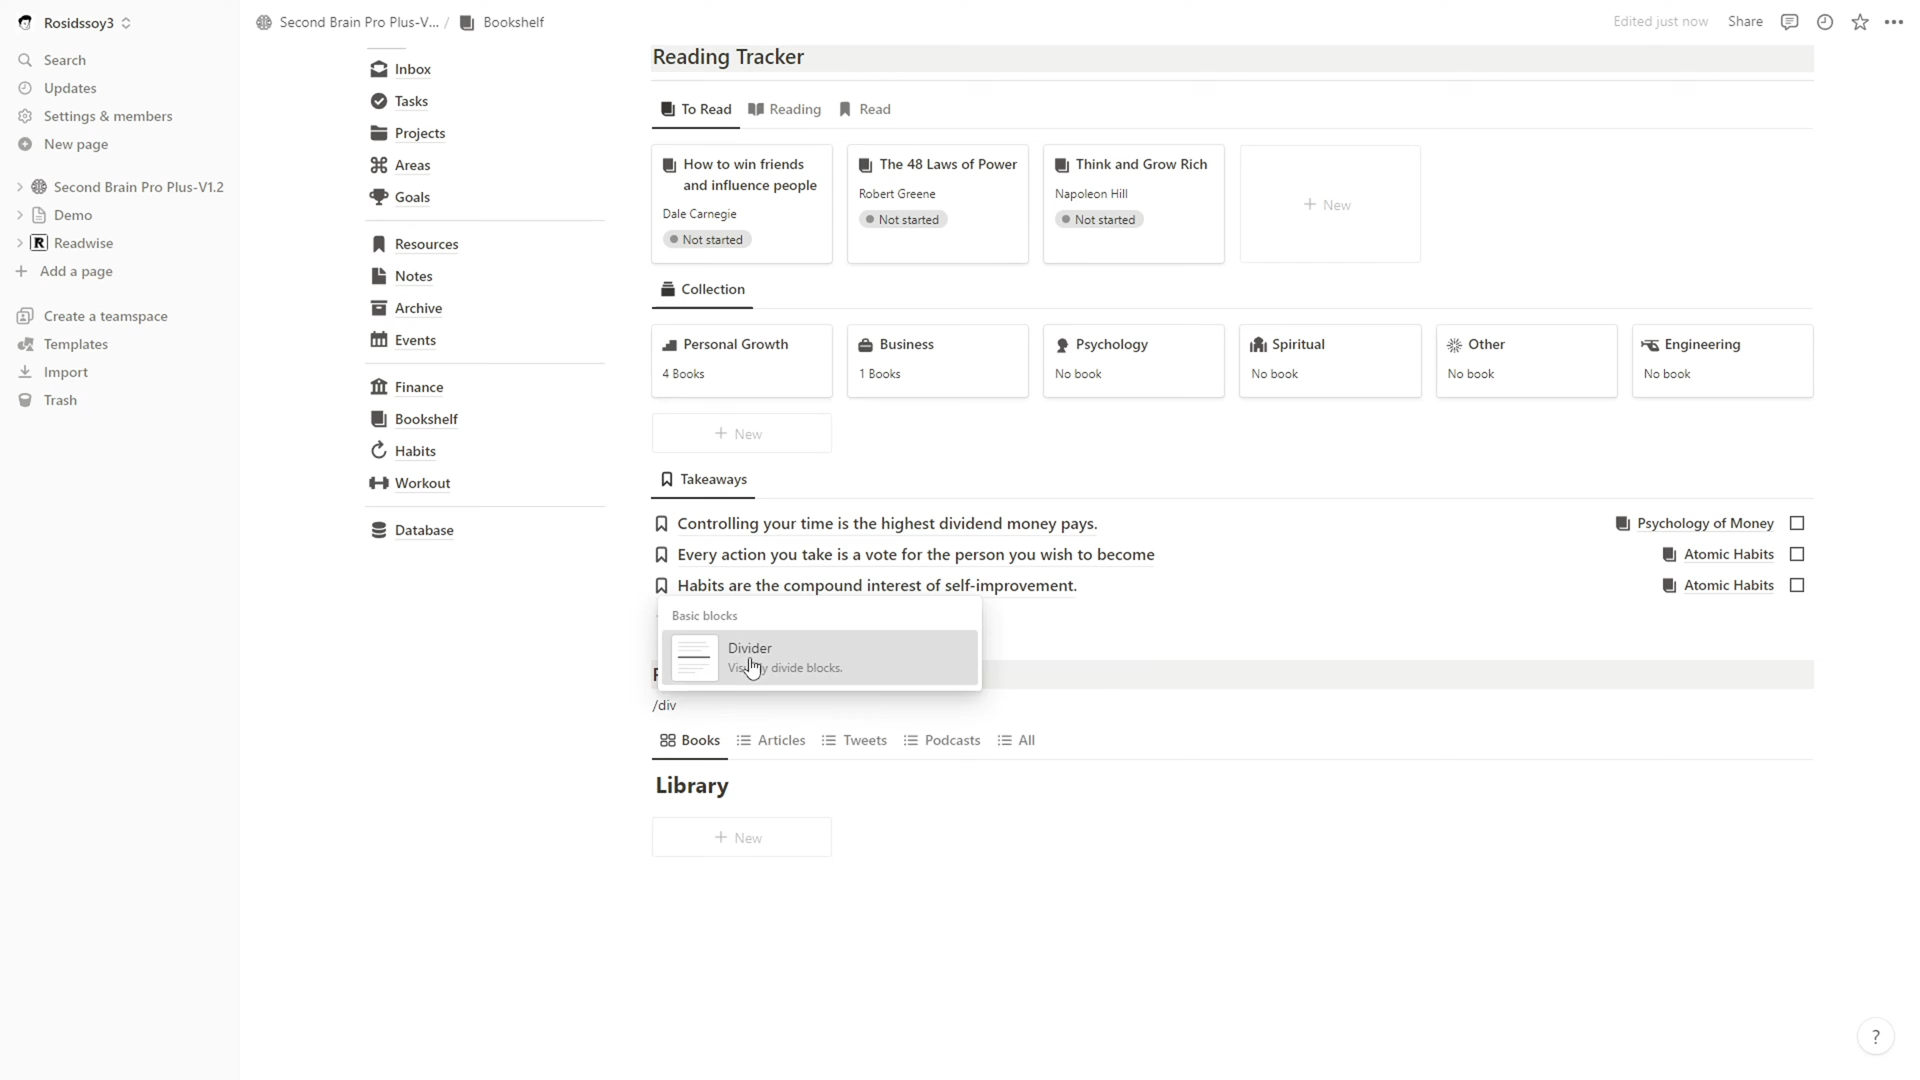 Rosidssoy3
Search
Updates
Settings & members
New page
Second Brain Pro Plus-V1.2
Demo
R Readwise
Add a page
Create a teamspace
Templates
Import
Trash
Second Brain Pro Plus-V... / Bookshelf
Edited just now Share
Inbox
Tasks
Projects
Areas
Goals
Resources
Notes
Archive
Events
Finance
Bookshelf
Habits
Workout
Database
Reading Tracker
To Read Reading Read
How to win friends
and influence people
Dale Carnegie
Not started
The 48 Laws of Power
Robert Greene
Not started
Think and Grow Rich
Napoleon Hill
Not started
+ New
Collection
Personal Growth
4 Books
Business
1 Books
Psychology
No book
Spiritual
No book
Other
No book
Engineering
No book
+ New
Takeaways
Controlling your time is the highest dividend money pays. Psychology of Money
Every action you take is a vote for the person you wish to become Atomic Habits
Habits are the compound interest of self-improvement. Atomic Habits
Basic blocks
Divider
divide blocks.
/div
Books Articles Tweets Podcasts All
Library
+ New
?